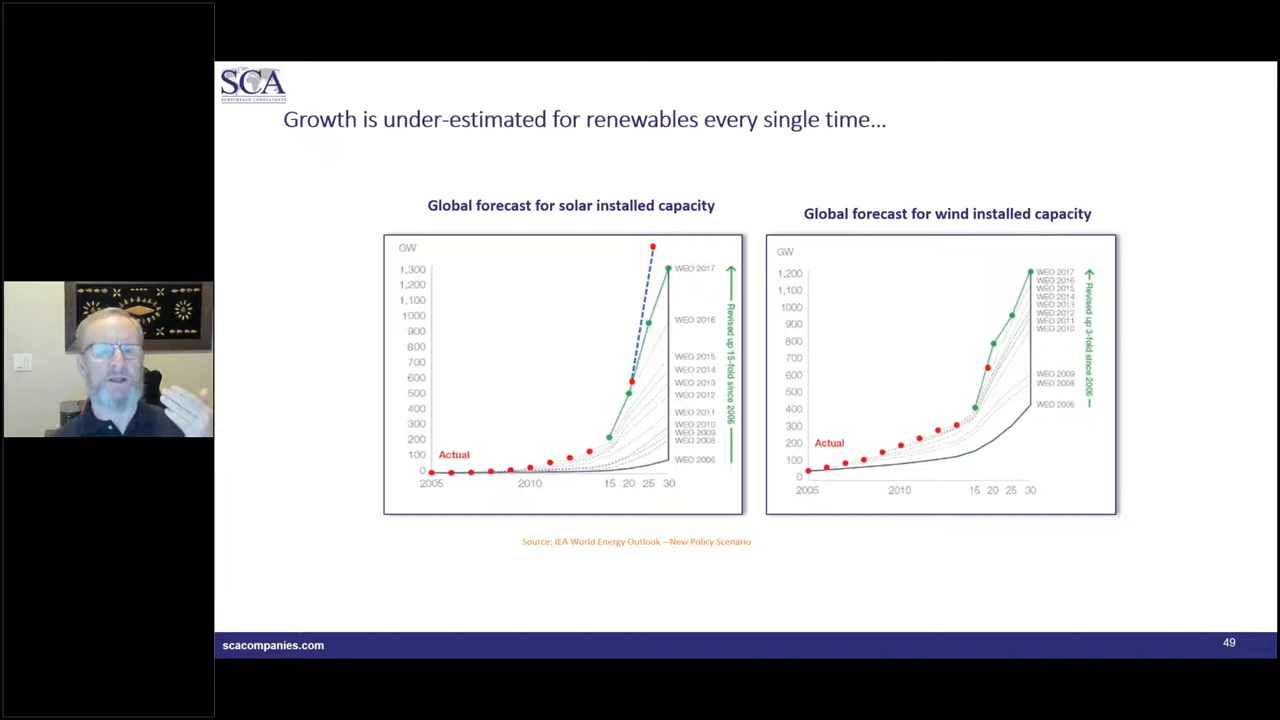 SCA
Growth is under-estimated for renewables every single time...
Global forecast for solar installed capacity
GW
1,300
1,200
1,100
1000
900
800
700
600
500
400
300
200
100
0
Actual
2005
2010
15
20
25
30
WEO 2017
WEO 2016
WEO 2015
WEO 2014
WEO 2013
WEO 2012
WEO 2011
WEO 2010
WEO 2009
WEO 2008
WEO 2006
Revised up 15-fold since 2006
Global forecast for wind installed capacity
GW
1,200
1,100
1000
900
800
700
600
500
400
300
200
100
0
Actual
2005
2010
15
20
25
30
WEO 2017
WEO 2016
WEO 2015
WEO 2014
WEO 2013
WEO 2012
WEO 2011
WEO 2010
WEO 2009
WEO 2008
WEO 2006
Revised up 3-fold since 2006
Source: IEA World Energy Outlook – New Policy Scenario
scacompanies.com
49